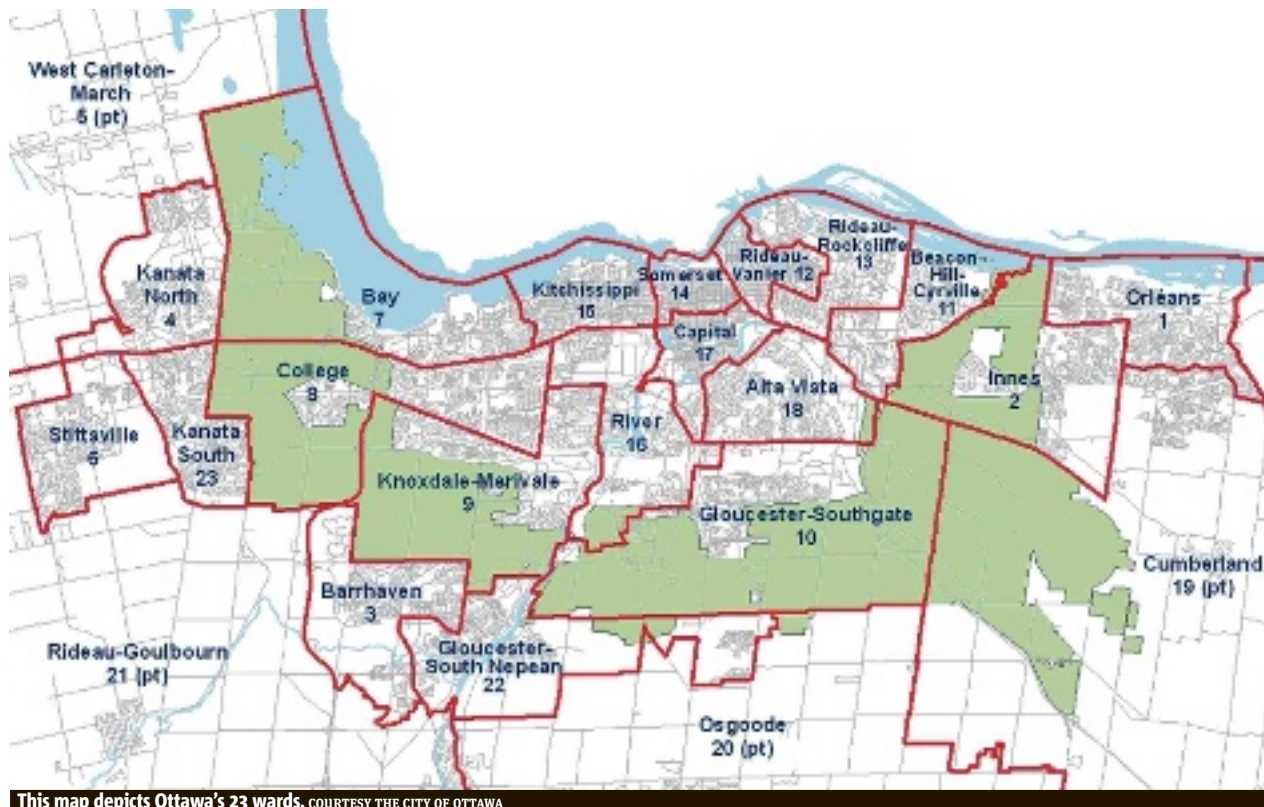 West Carleton-
March
5 (pt)
Kanata
North
4
Bay
7
Kitchissippi
15
Somerset
14
Rideau-
Vanier 12
Rideau-
Rockcliffe
13
Beacon-
Hill-
Cyrville
11
Orléans
1
Capital
17
College
8
Innes
2
Alta Vista
18
River
16
Stittsville
6
Kanata
South
23
Knoxdale-Merivale
9
Gloucester-Southgate
10
Cumberland
19 (pt)
Barrhaven
3
Rideau-Goulbourn
21 (pt)
Gloucester-
South Nepean
22
Osgoode
20 (pt)
This map depicts Ottawa's 23 wards. COURTESY THE CITY OF OTTAWA